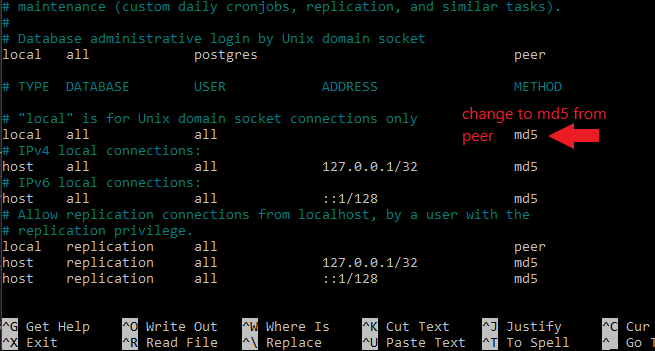 # maintenance (custom daily cronjobs, replication, and similar tasks).
#
# Database administrative login by Unix domain socket
local all postgres peer
# TYPE DATABASE USER ADDRESS METHOD
# "local" is for Unix domain socket connections only
change to md5 from
peer
local all all md5
# IPv4 local connections:
host all all 127.0.0.1/32 md5
# IPv6 local connections:
host all all ::1/128 md5
# Allow replication connections from localhost, by a user with the
# replication privilege.
local replication all peer
host replication all 127.0.0.1/32 md5
host replication all ::1/128 md5
^G Get Help ^O Write Out ^W Where Is ^K Cut Text ^J Justify ^C Cur
^X Exit ^R Read File ^\ Replace ^U Paste Text ^T To Spell ^_ Go T